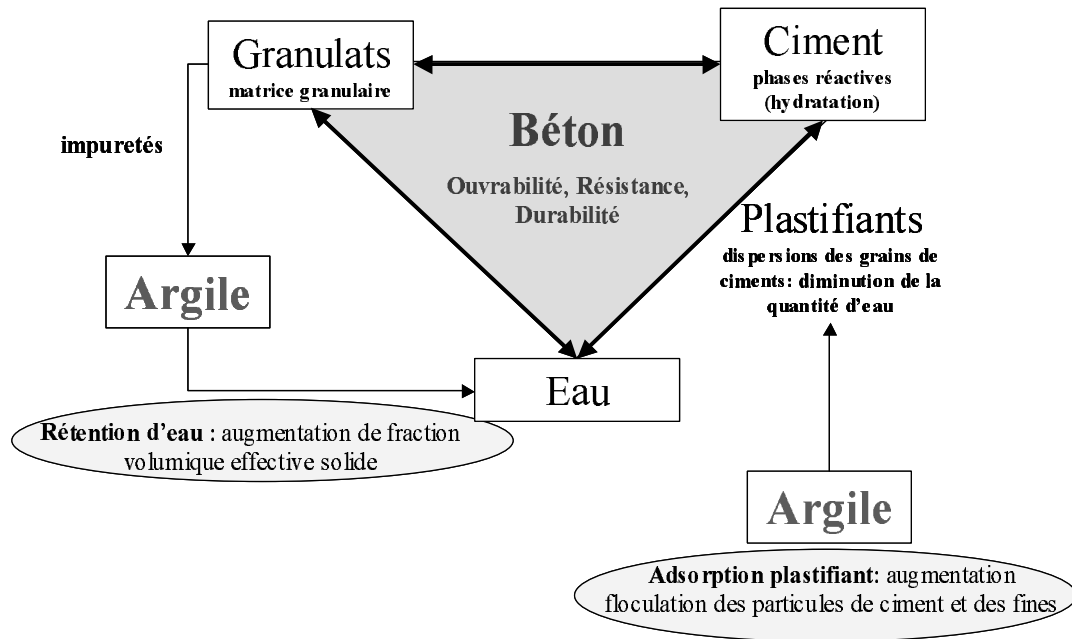 Granulats
matrice granulaire
Ciment
phases réactives
(hydratation)
Béton
Ouvrabilité, Résistance,
Durabilité
impuretés
Plastifiants
dispersions des grains de
ciments: diminution de la
quantité d'eau
Argile
Eau
Rétention d'eau : augmentation de fraction
volumique effective solide
Argile
Adsorption plastifiant: augmentation
floculation des particules de ciment et des fines